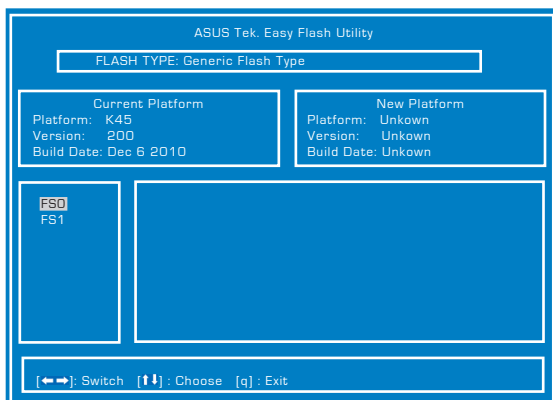 ASUS Tek. Easy Flash Utility
FLASH TYPE: Generic Flash Type
Current Platform
Platform: K45
Version: 200
Build Date: Dec 6 2010
New Platform
Platform: Unkown
Version: Unkown
Build Date: Unkown
FS0
FS1
[←→]: Switch [↑↓] : Choose [q] : Exit